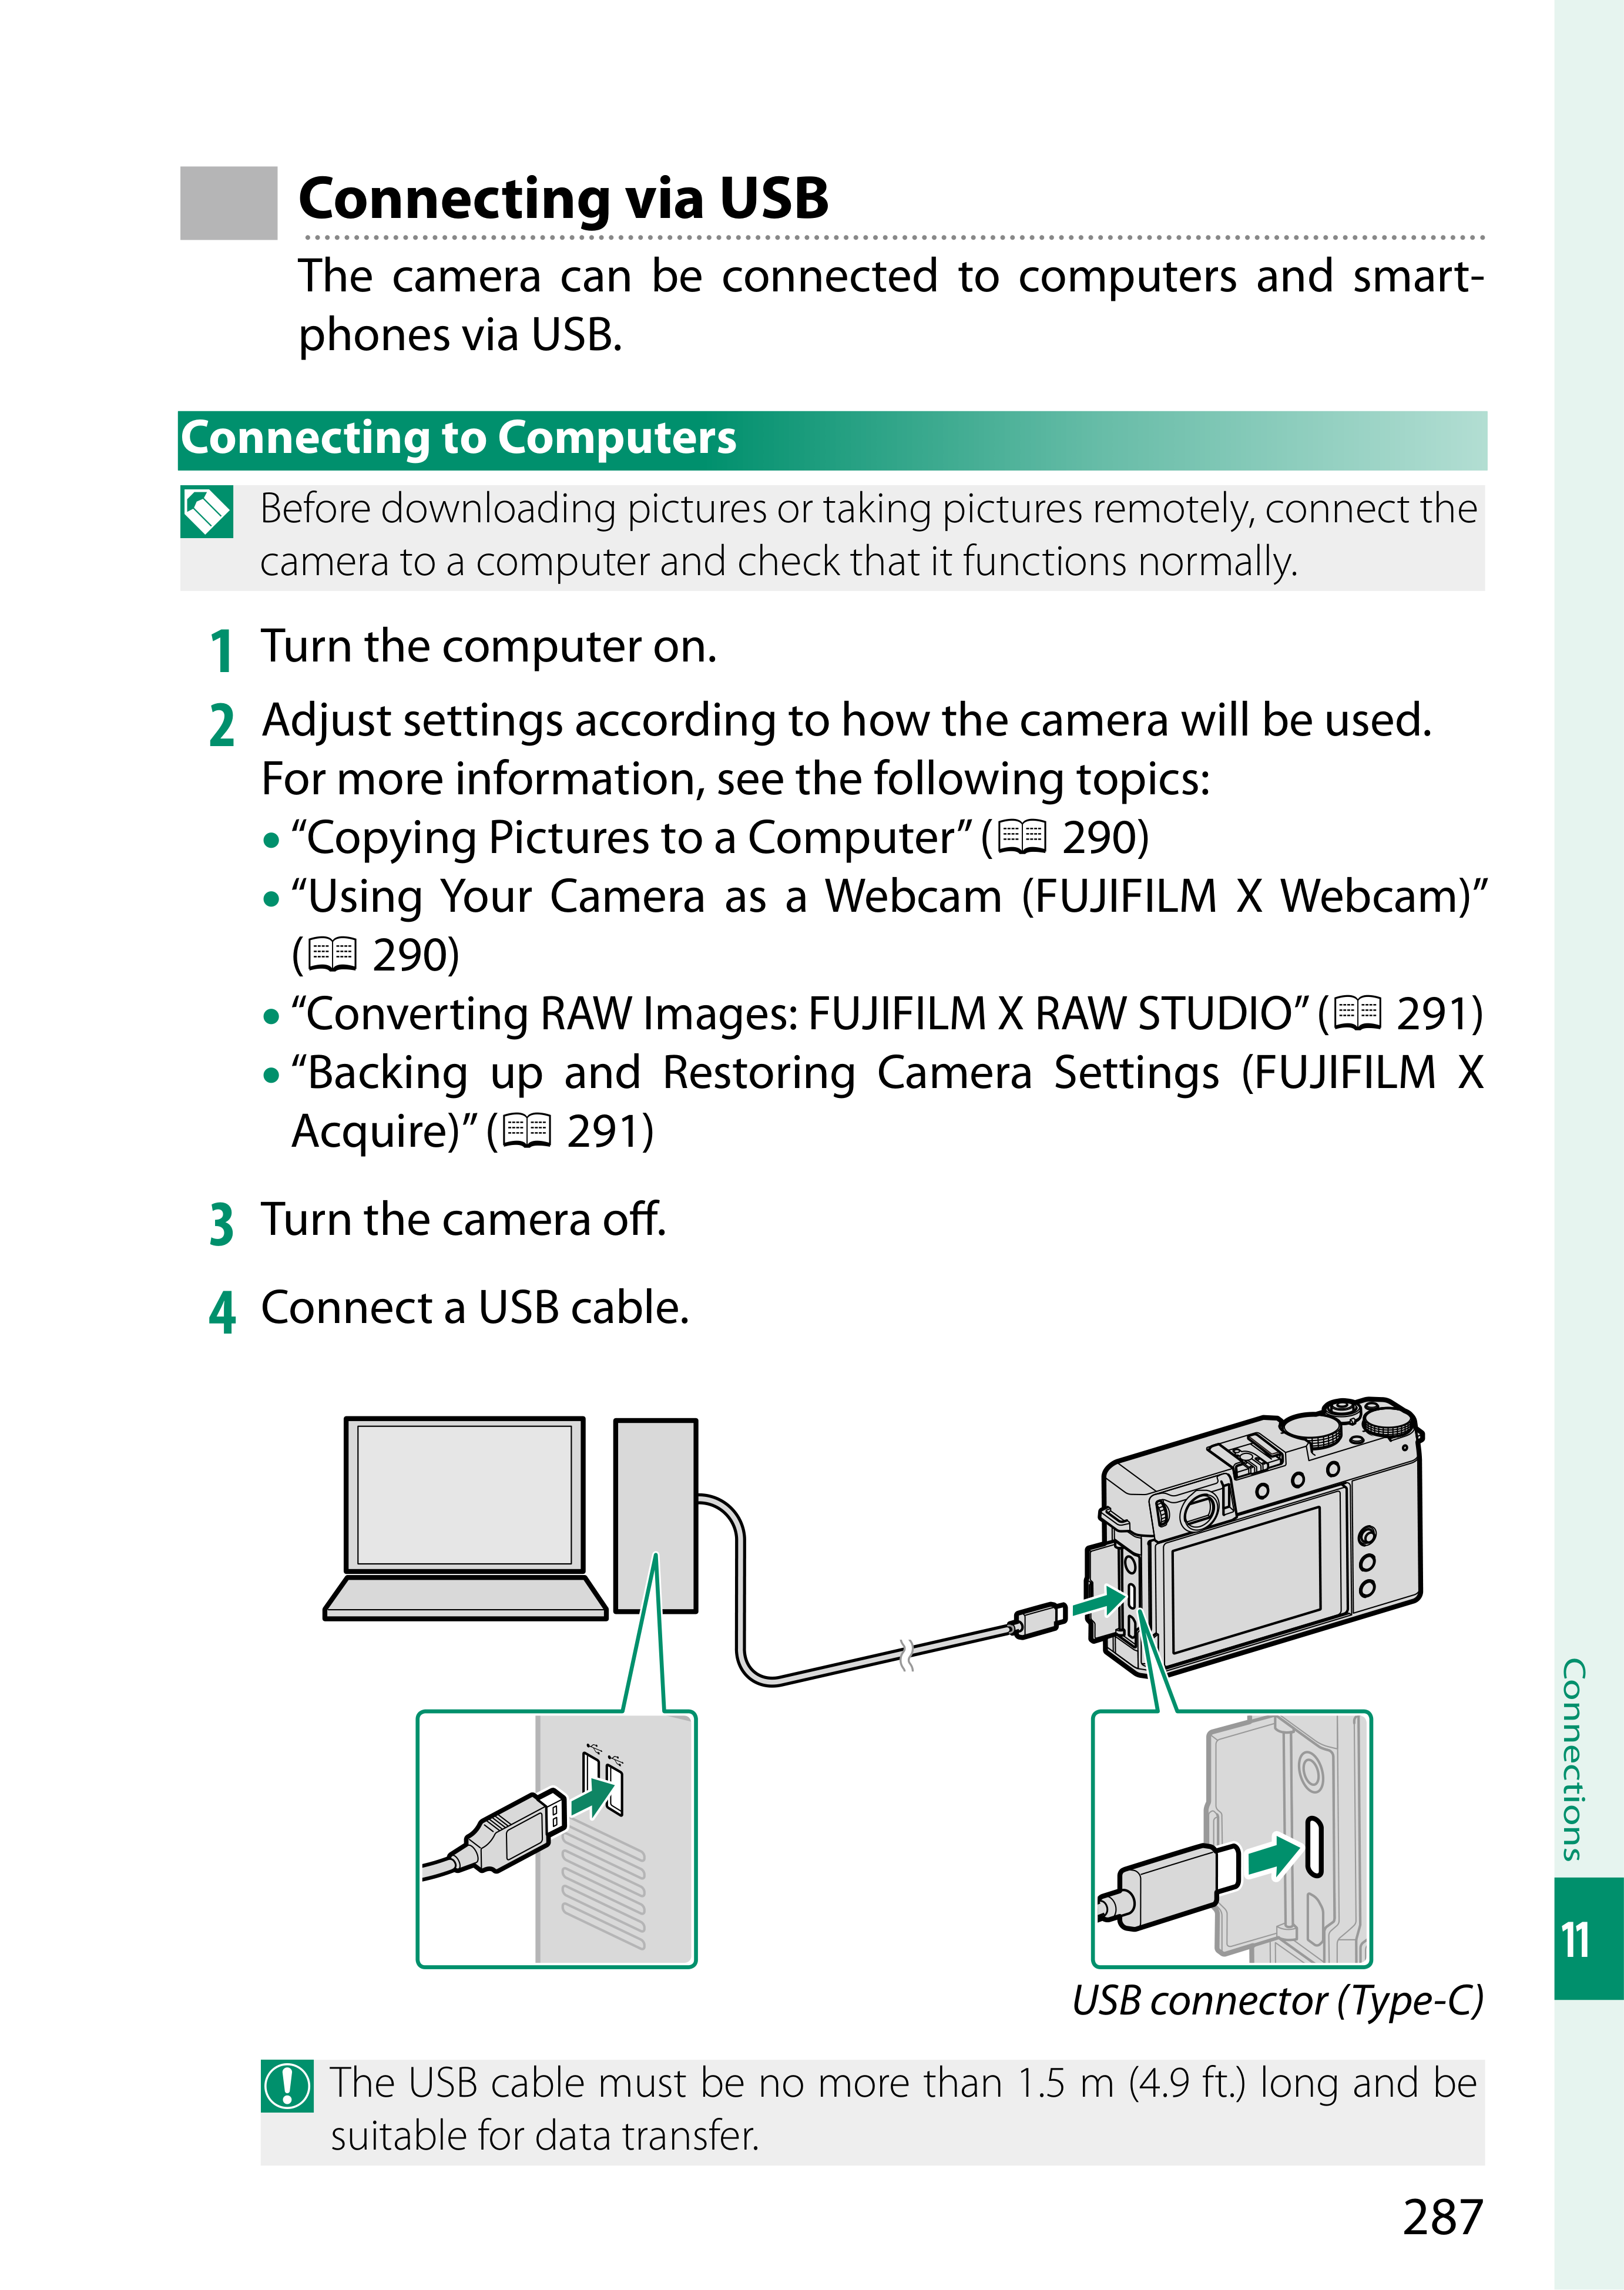 Connecting via USB
The camera can be connected to computers and smart-
phones via USB.
Connecting to Computers
Before downloading pictures or taking pictures remotely, connect the
camera to a computer and check that it functions normally.
1 Turn the computer on.
2 Adjust settings according to how the camera will be used.
For more information, see the following topics:
• “Copying Pictures to a Computer” (📖 290)
• “Using Your Camera as a Webcam (FUJIFILM X Webcam)”
(📖 290)
• “Converting RAW Images: FUJIFILM X RAW STUDIO” (📖 291)
• “Backing up and Restoring Camera Settings (FUJIFILM X
Acquire)” (📖 291)
3 Turn the camera off.
4 Connect a USB cable.
USB connector (Type-C)
The USB cable must be no more than 1.5 m (4.9 ft.) long and be
suitable for data transfer.
Connections
11
287